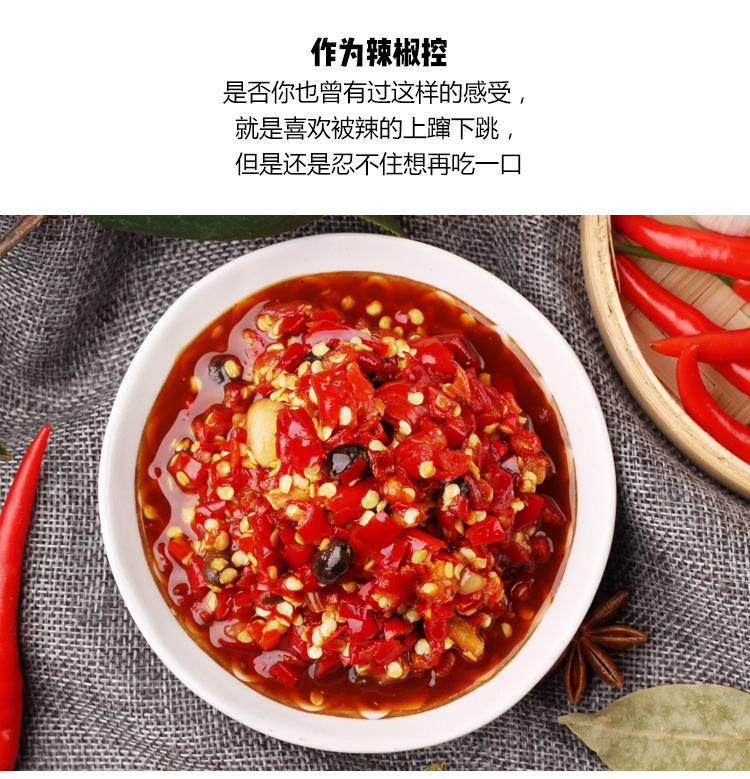 作为辣椒控
是否你也曾有过这样的感受，
就是喜欢被辣的上蹿下跳，
但是还是忍不住想再吃一口